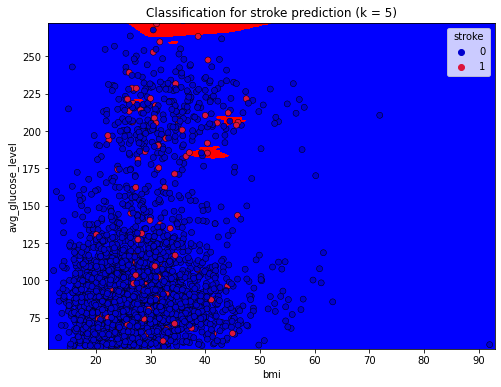 Classification for stroke prediction (k = 5)
stroke
0
1
250
225
200
175
150
125
100
75
avg_glucose_level
20 30 40 50 60 70 80 90
bmi